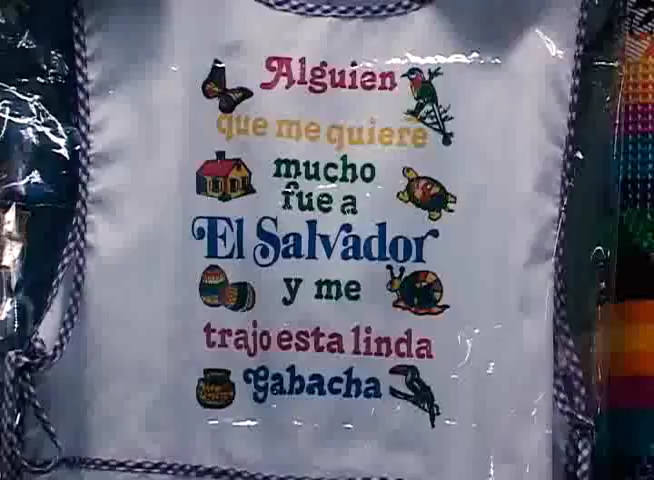 Alguien
que me quiere
mucho
fue a
El Salvador
y me
trajo esta linda
Gabacha